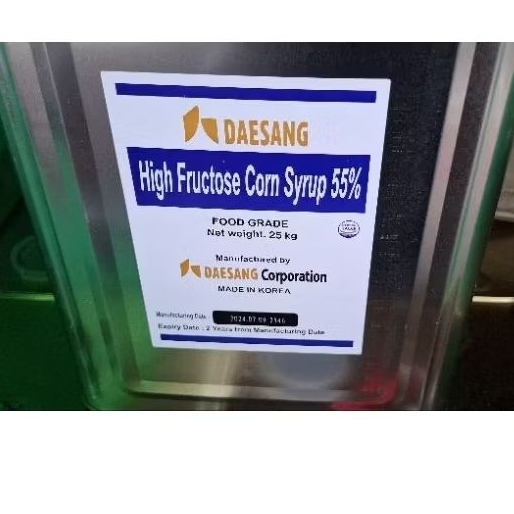 DAESANG
High Fructose Corn Syrup 55%
FOOD GRADE
Net weight. 25 kg
Manufactured by
DAESANG Corporation
MADE IN KOREA
Manufacturing Date
Expiry Date : 2 Years from Manufacturing Date